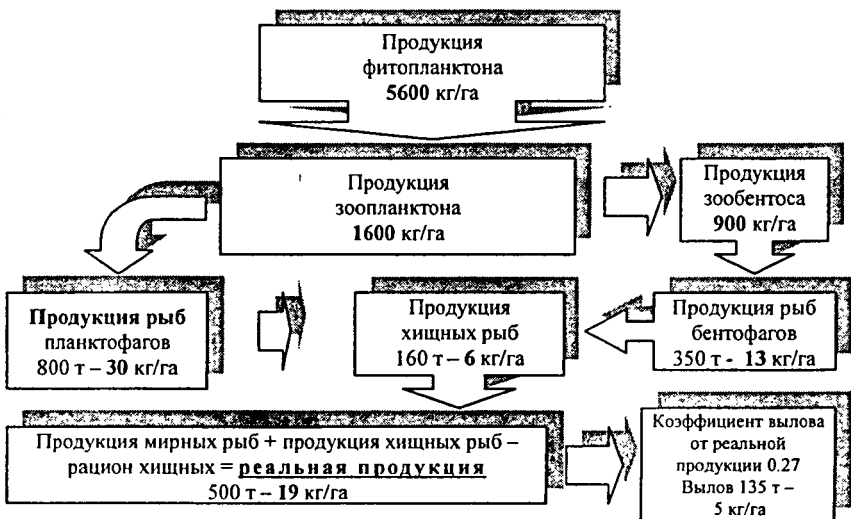 Продукция
фитопланктона
5600 кг/га
Продукция
зоопланктона
1600 кг/га
Продукция
зообентоса
900 кг/га
Продукция рыб
планктофагов
800 т – 30 кг/га
Продукция
хищных рыб
160 т – 6 кг/га
Продукция рыб
бентофагов
350 т - 13 кг/га
Продукция мирных рыб + продукция хищных рыб –
рацион хищных = реальная продукция
500 т – 19 кг/га
Коэффициент вылова
от реальной
продукции 0.27
Вылов 135 т –
5 кг/га